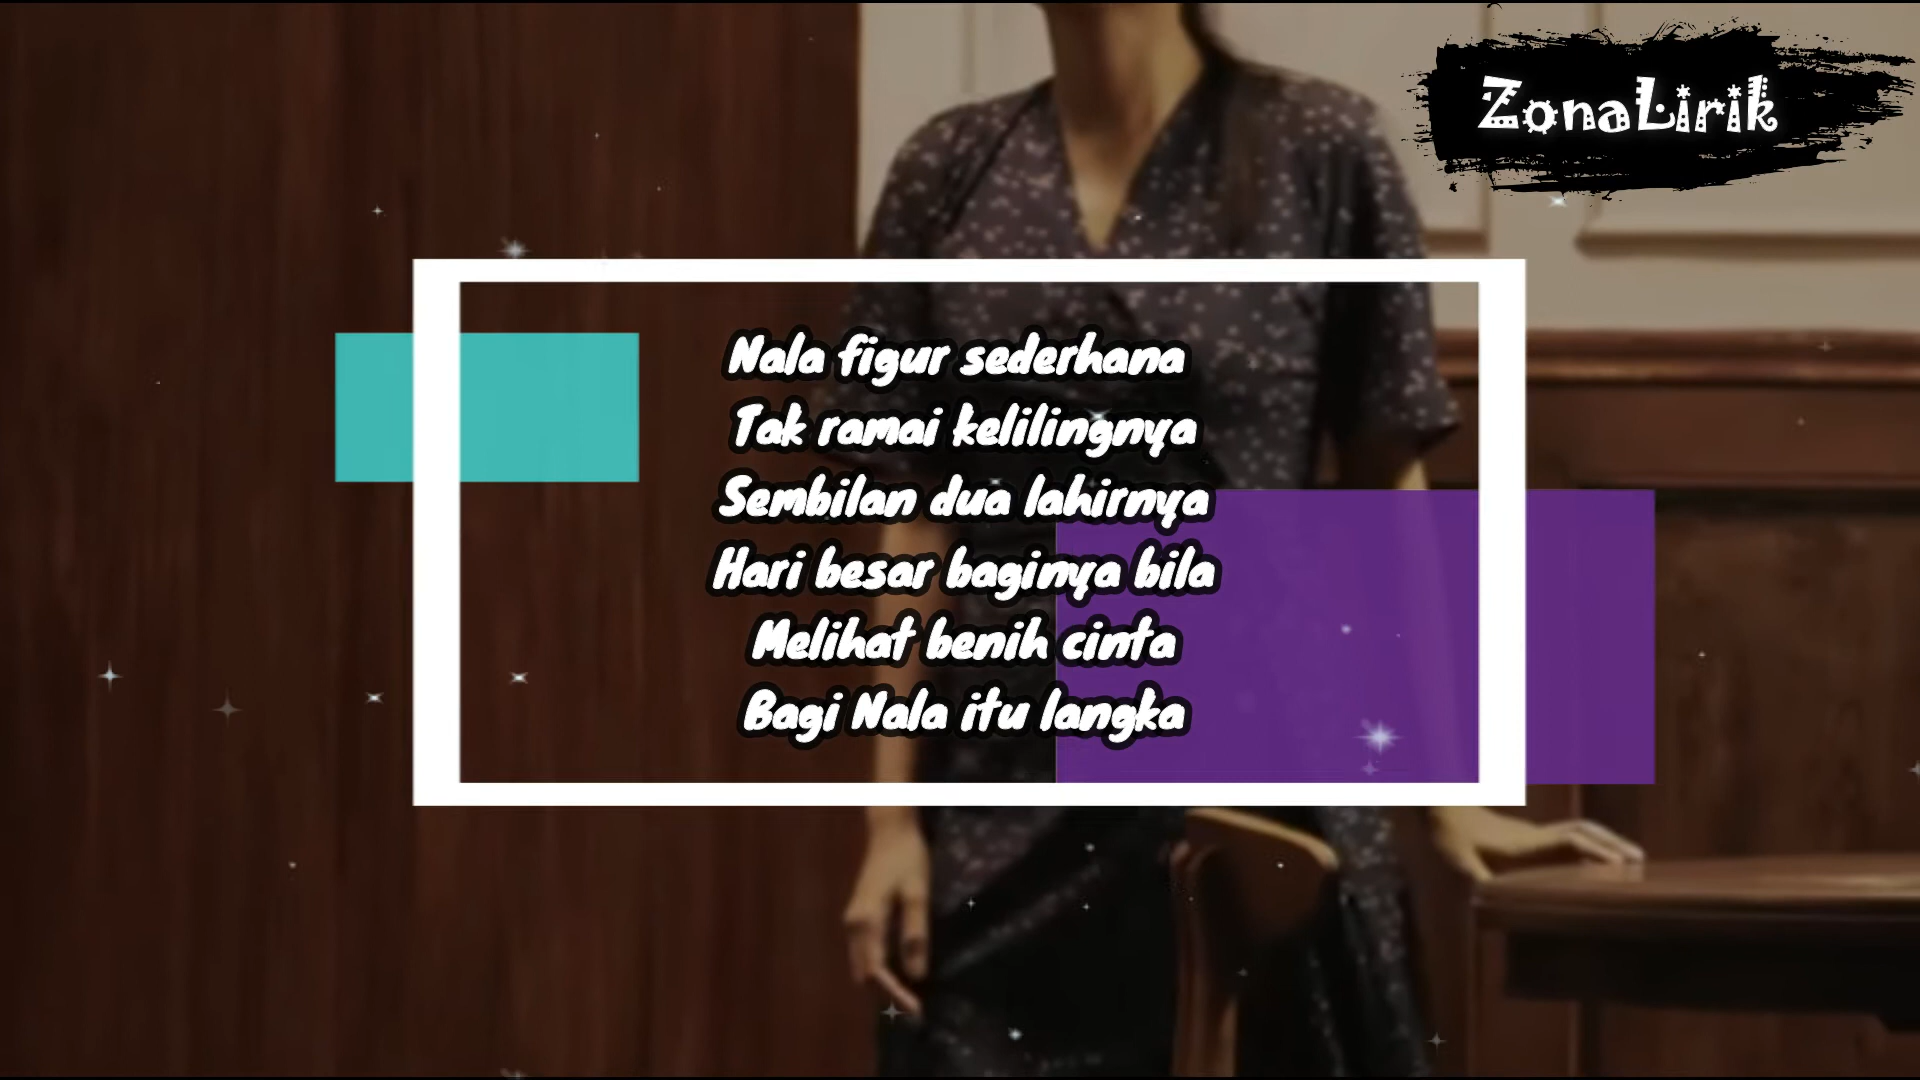 ZonaLirik
Nala figur sederhana
Tak ramai kelilingnya
Sembilan dua lahirnya
Hari besar baginya bila
Melihat benih cinta
Bagi Nala itu langka